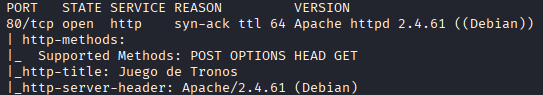 PORT   STATE SERVICE REASON         VERSION
80/tcp open  http    syn-ack ttl 64 Apache httpd 2.4.61 ((Debian))
| http-methods:
|_  Supported Methods: POST OPTIONS HEAD GET
|_http-title: Juego de Tronos
|_http-server-header: Apache/2.4.61 (Debian)